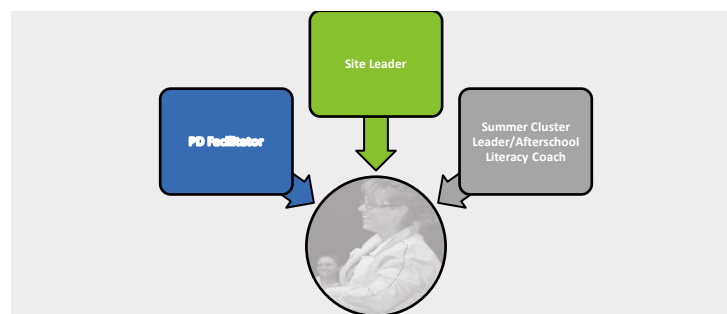 Site Leader
PD Facilitator
Summer Cluster
Leader/Afterschool
Literacy Coach